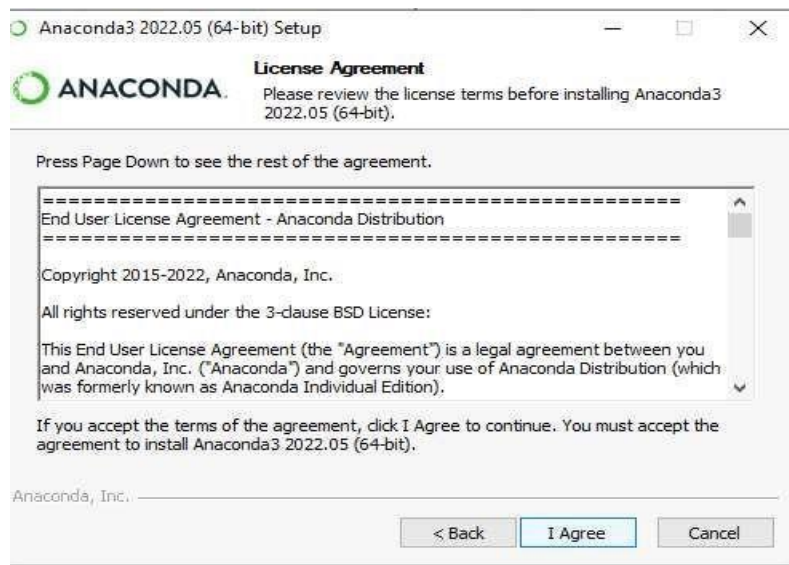 Anaconda3 2022.05 (64-bit) Setup
ANACONDA.
License Agreement
Please review the license terms before installing Anaconda3
2022.05 (64-bit).
Press Page Down to see the rest of the agreement.
===================================================
End User License Agreement - Anaconda Distribution
===================================================
Copyright 2015-2022, Anaconda, Inc.
All rights reserved under the 3-clause BSD License:
This End User License Agreement (the "Agreement") is a legal agreement between you
and Anaconda, Inc. ("Anaconda") and governs your use of Anaconda Distribution (which
was formerly known as Anaconda Individual Edition).
If you accept the terms of the agreement, click I Agree to continue. You must accept the
agreement to install Anaconda3 2022.05 (64-bit).
Anaconda, Inc.
< Back I Agree Cancel